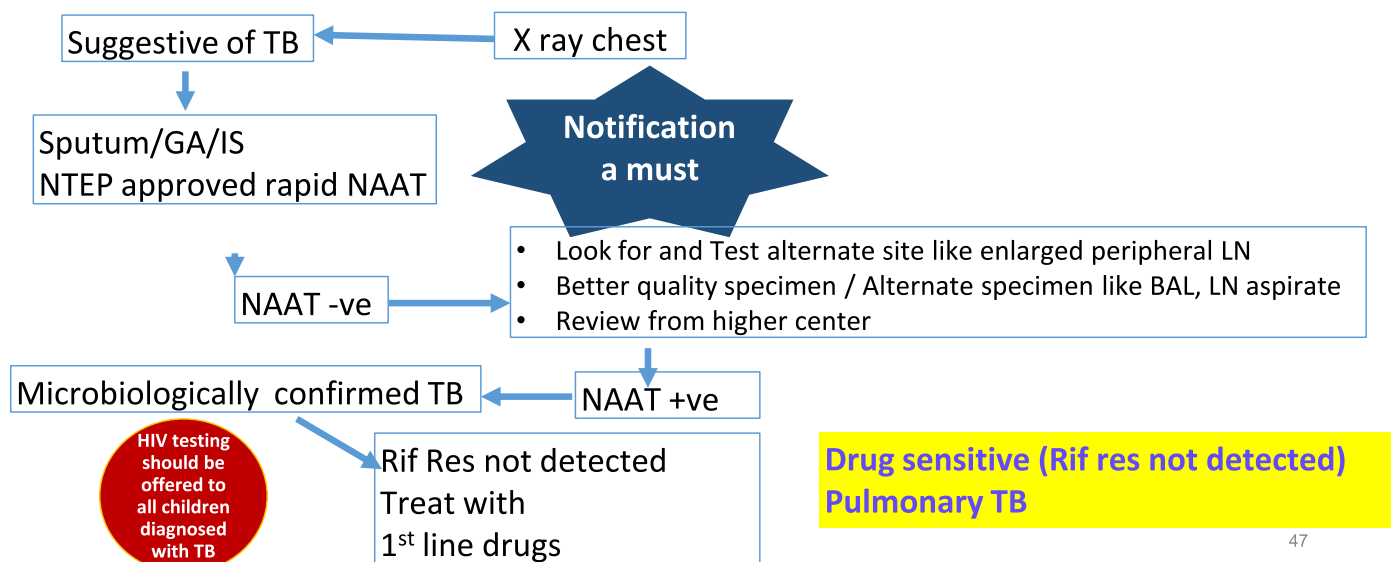 Suggestive of TB
X ray chest
Notification
a must
Sputum/GA/IS
NTEP approved rapid NAAT
NAAT -ve
• Look for and Test alternate site like enlarged peripheral LN
• Better quality specimen / Alternate specimen like BAL, LN aspirate
• Review from higher center
NAAT +ve
Microbiologically confirmed TB
HIV testing
should be
offered to
all children
diagnosed
with TB
Rif Res not detected
Treat with
1st line drugs
Drug sensitive (Rif res not detected)
Pulmonary TB
47